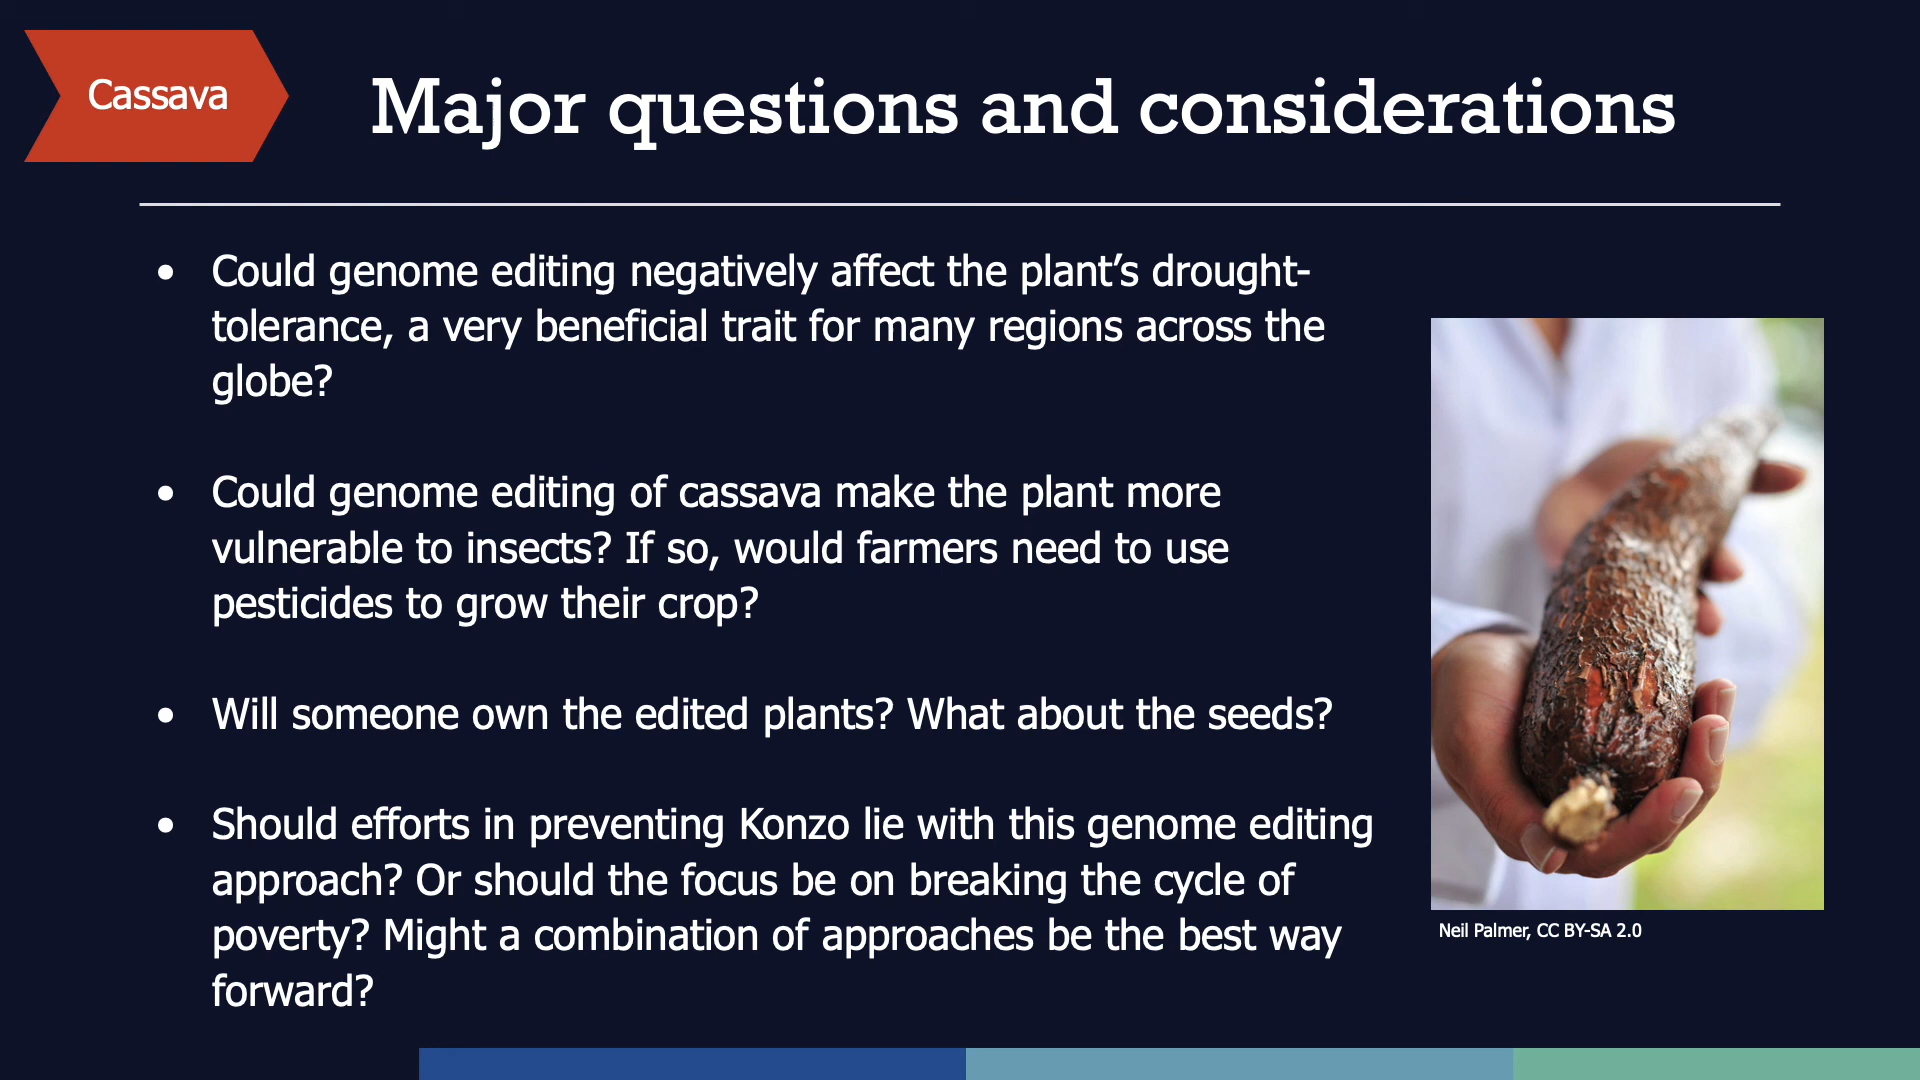 Cassava
Major questions and considerations
• Could genome editing negatively affect the plant’s drought-
tolerance, a very beneficial trait for many regions across the
globe?
• Could genome editing of cassava make the plant more
vulnerable to insects? If so, would farmers need to use
pesticides to grow their crop?
• Will someone own the edited plants? What about the seeds?
• Should efforts in preventing Konzo lie with this genome editing
approach? Or should the focus be on breaking the cycle of
poverty? Might a combination of approaches be the best way
forward?
Neil Palmer, CC BY-SA 2.0